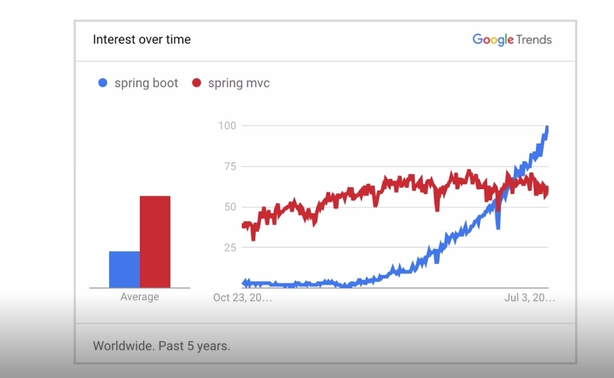 Interest over time
Google Trends
spring boot spring mvc
100
75
50
25
Average
Oct 23, 20... Jul 3, 20...
Worldwide. Past 5 years.